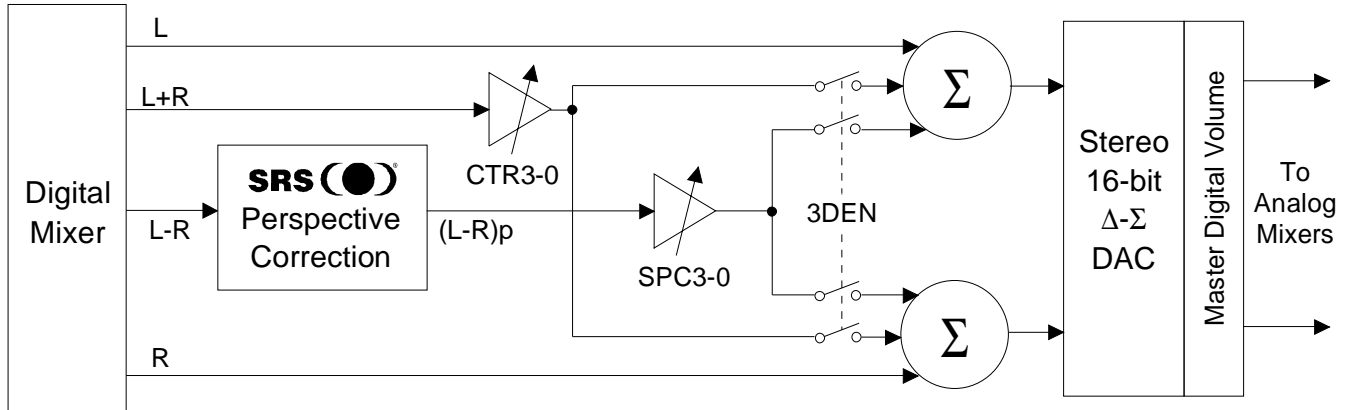 L
L+R
CTR3-0
Σ
SRS®
Perspective
Correction
Digital
Mixer
L-R
(L-R)p
SPC3-0
3DEN
Stereo
16-bit
Δ-Σ
DAC
Master Digital Volume
To
Analog
Mixers
R
Σ